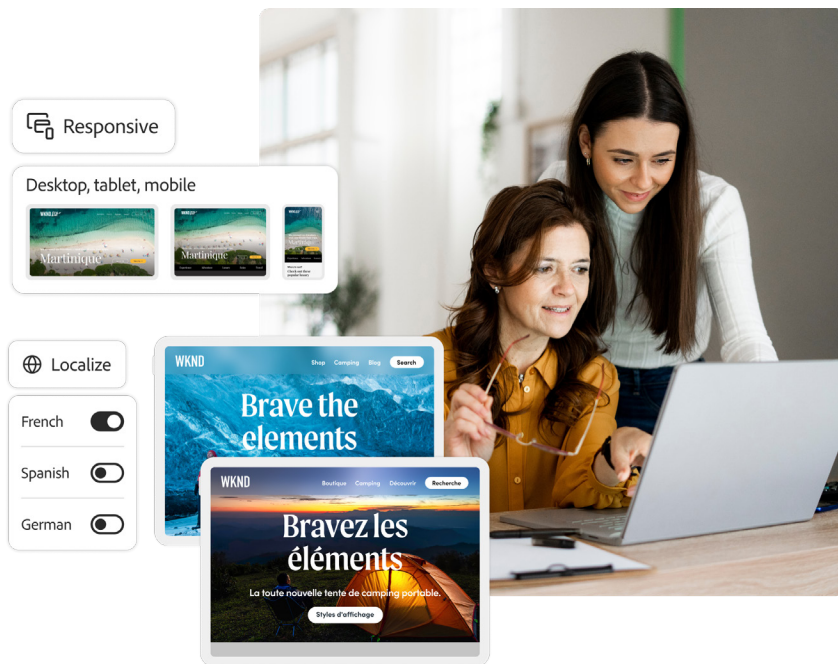 Responsive
Desktop, tablet, mobile
Martinique
Martinique
Localize
French
Spanish
German
WKND
Shop Camping Blog Search
Brave the
elements
WKND
Boutique Camping Découvrir Recherche
Bravez les
éléments
La toute nouvelle tente de camping portable.
Styles d'affichage